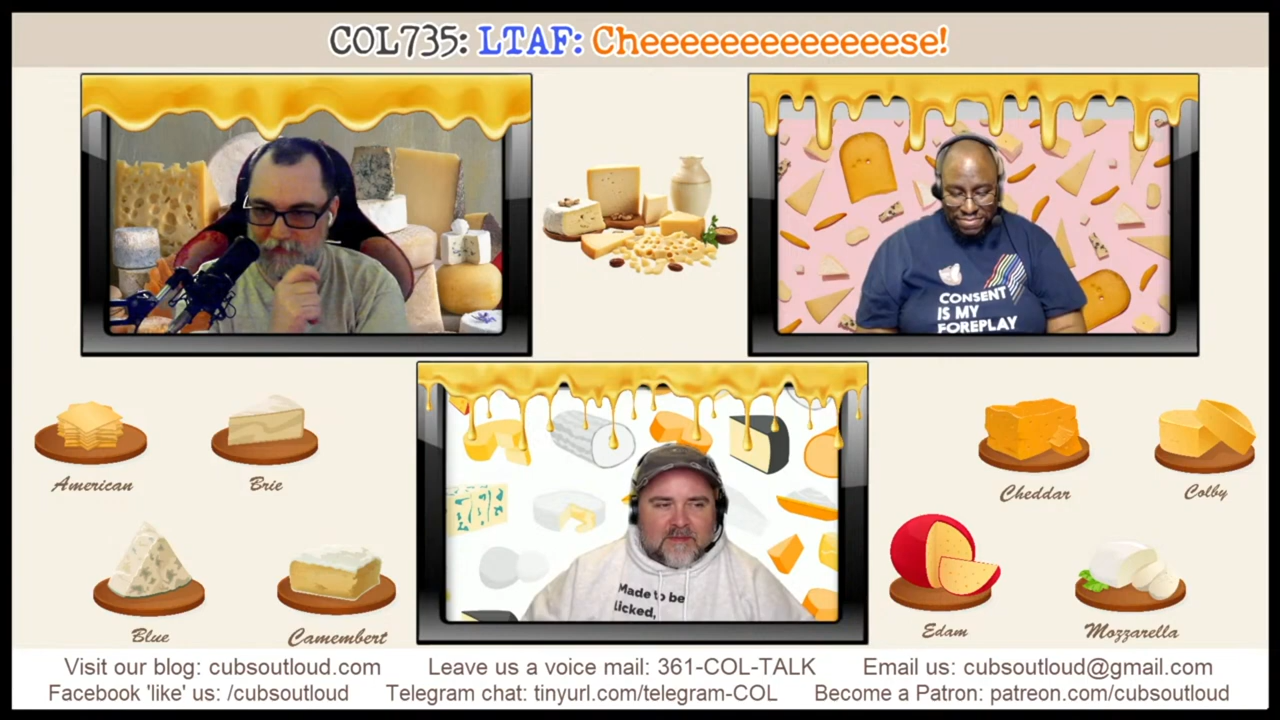 COL735: LTAF: Cheeeeeeeeeeeeeese!
CONSENT
IS MY
FOREPLAY
American
Brie
Cheddar
Colby
Made to be
licked,
Blue
Camembert
Edam
Mozzarella
Visit our blog: cubsoutloud.com Leave us a voice mail: 361-COL-TALK Email us: cubsoutloud@gmail.com
Facebook 'like' us: /cubsoutloud Telegram chat: tinyurl.com/telegram-COL Become a Patron: patreon.com/cubsoutloud